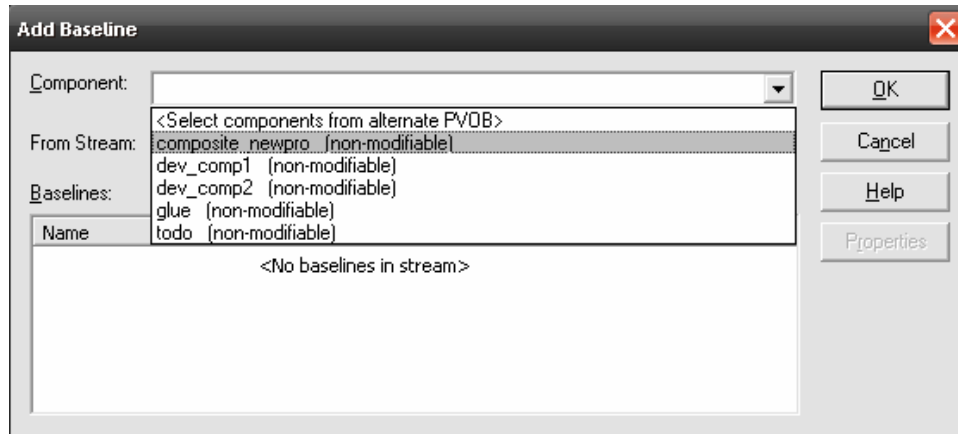 Add Baseline
Component:
<Select components from alternate PVOB>
From Stream:
composite_newpro (non-modifiable)
dev_comp1 (non-modifiable)
dev_comp2 (non-modifiable)
Baselines:
glue (non-modifiable)
todo (non-modifiable)
Name
<No baselines in stream>
OK
Cancel
Help
Properties